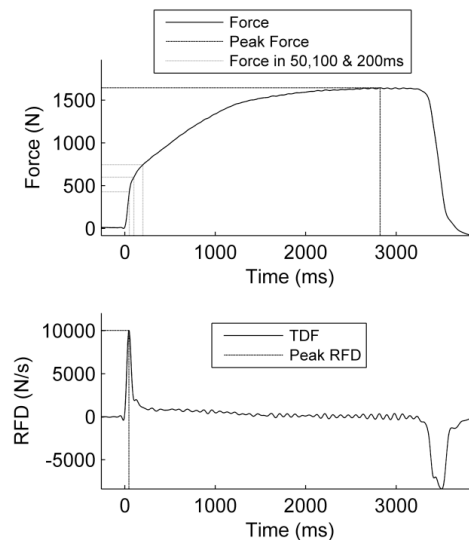 Force
Peak Force
Force in 50,100 & 200ms
1500
1000
500
0
Force (N)
0 1000 2000 3000
Time (ms)
TDF
Peak RFD
10000
5000
0
-5000
RFD (N/s)
0 1000 2000 3000
Time (ms)